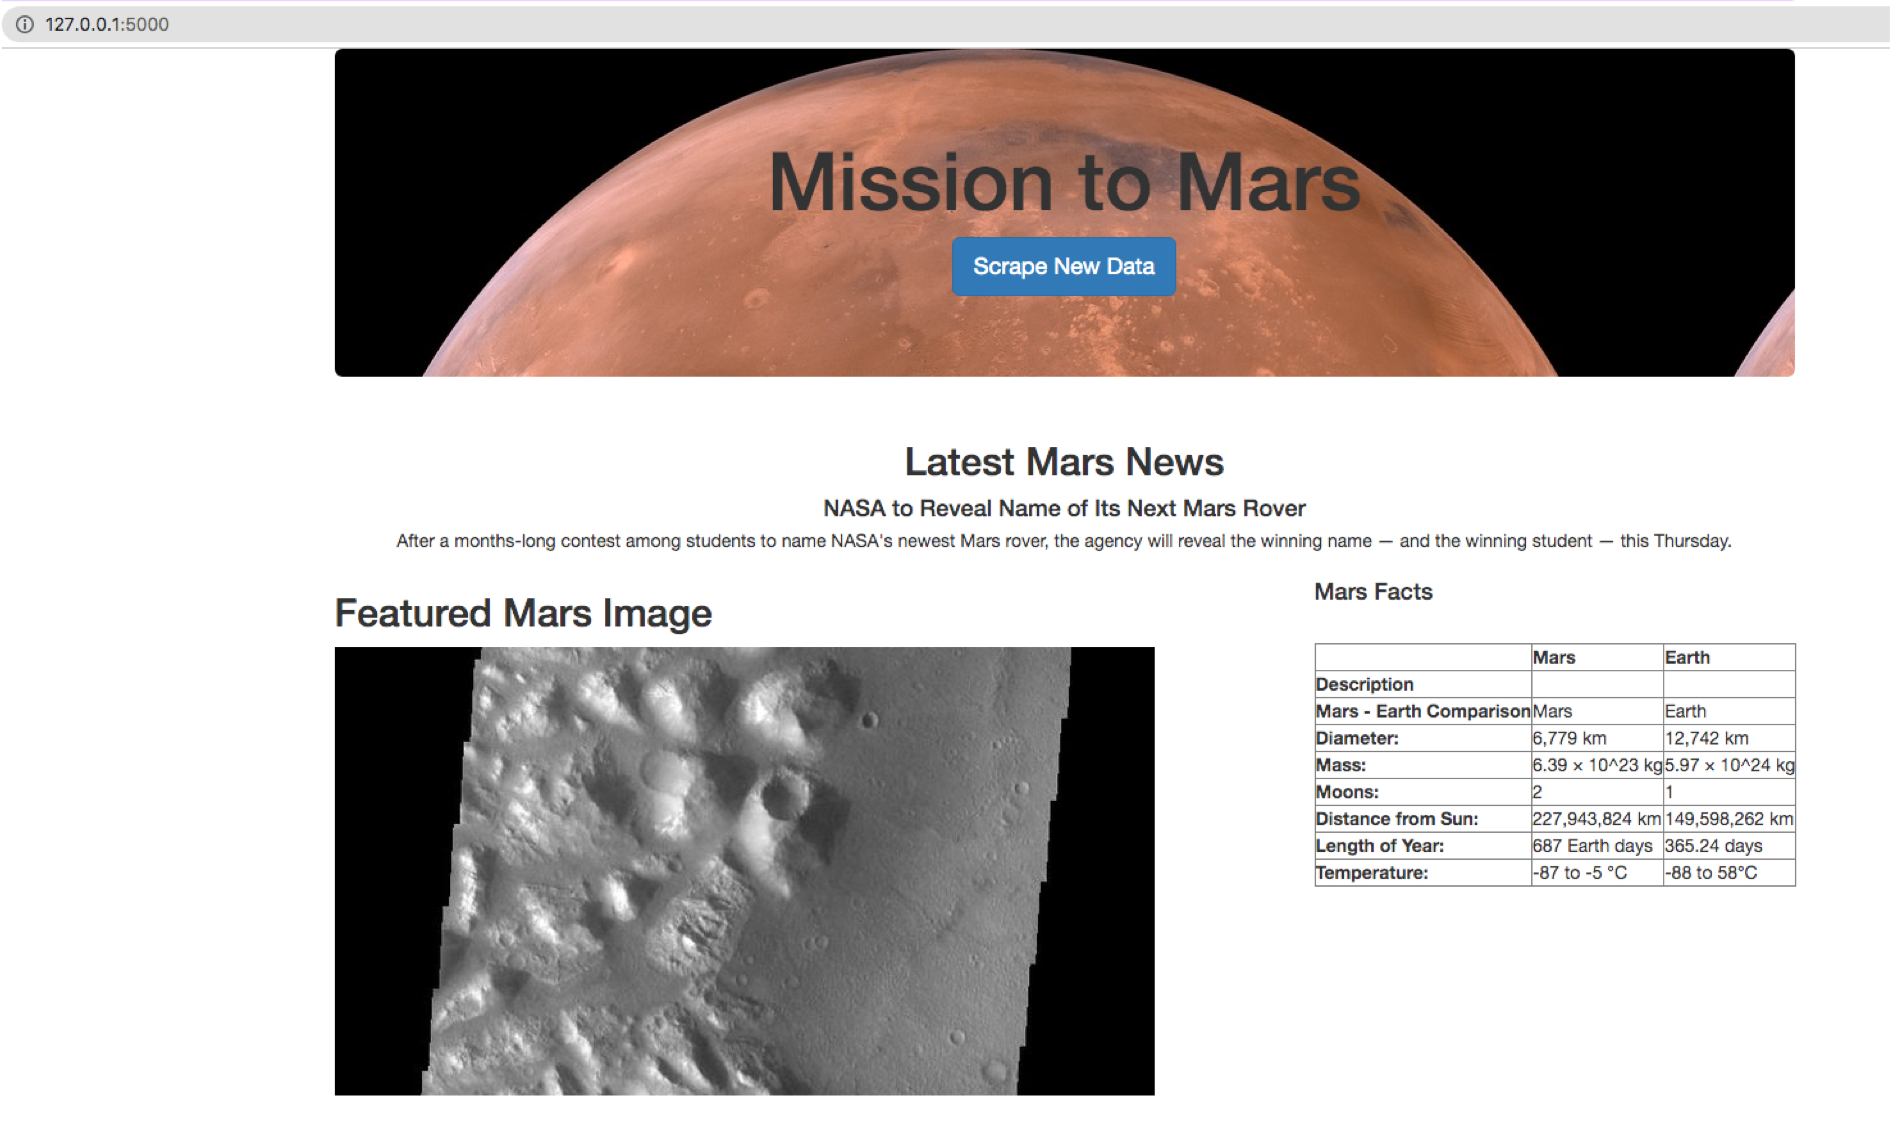 127.0.0.1:5000
Mission to Mars
Scrape New Data
Latest Mars News
NASA to Reveal Name of Its Next Mars Rover
After a months-long contest among students to name NASA's newest Mars rover, the agency will reveal the winning name — and the winning student — this Thursday.
Featured Mars Image
Mars Facts
Mars Earth
Description
Mars - Earth Comparison Mars Earth
Diameter: 6,779 km 12,742 km
Mass: 6.39 × 10^23 kg 5.97 × 10^24 kg
Moons: 2 1
Distance from Sun: 227,943,824 km 149,598,262 km
Length of Year: 687 Earth days 365.24 days
Temperature: -87 to -5 °C -88 to 58°C